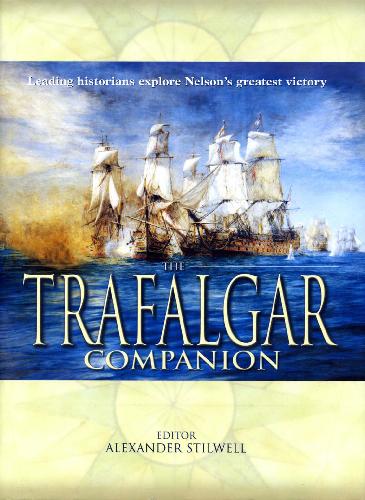 Leading historians explore Nelson's greatest victory
THE
TRAFALGAR
COMPANION
EDITOR
ALEXANDER STILWELL